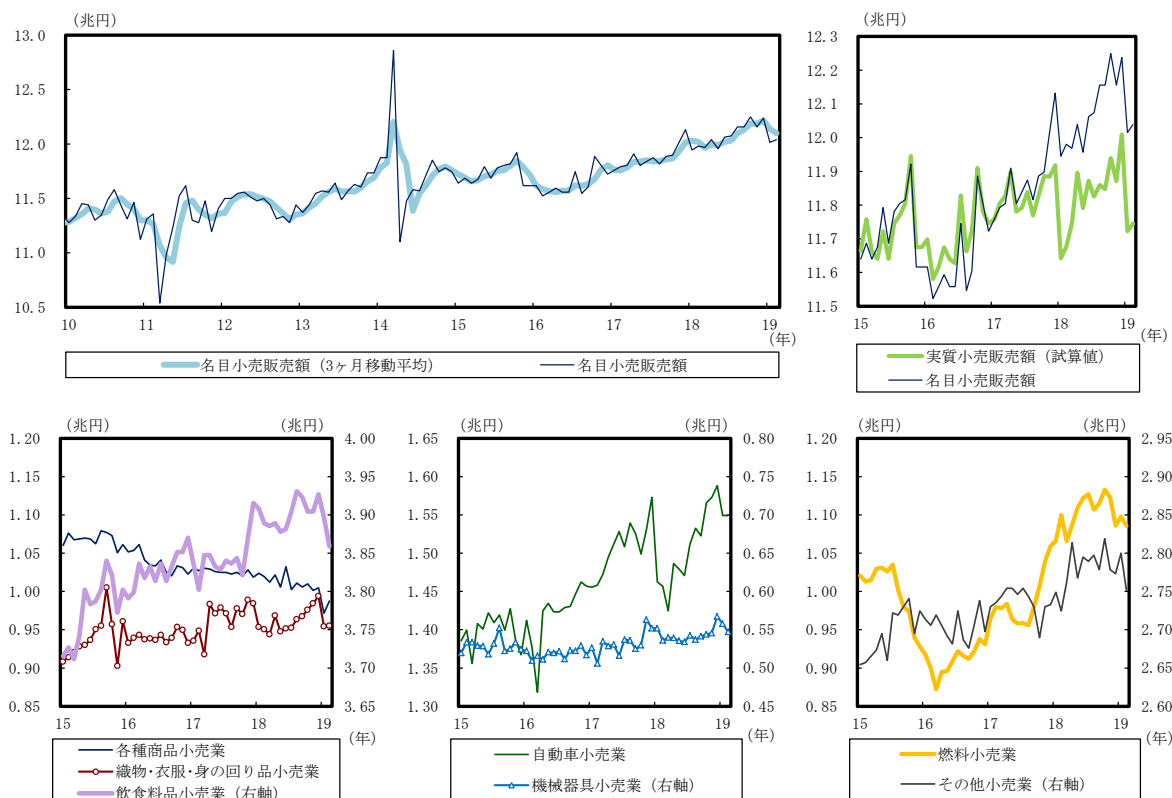 （兆円）
13.0
12.5
12.0
11.5
11.0
10.5
10 11 12 13 14 15 16 17 18 19
（年）
名目小売販売額（3ヶ月移動平均） 名目小売販売額
（兆円）
12.3
12.2
12.1
12.0
11.9
11.8
11.7
11.6
11.5
15 16 17 18 19
（年）
実質小売販売額（試算値）
名目小売販売額
（兆円） （兆円）
1.20 4.00
1.15 3.95
1.10 3.90
1.05 3.85
1.00 3.80
0.95 3.75
0.90 3.70
0.85 3.65
15 16 17 18 19
（年）
各種商品小売業
織物・衣服・身の回り品小売業
飲食料品小売業（右軸）
（兆円） （兆円）
1.65 0.80
1.60 0.75
1.55 0.70
1.50 0.65
1.45 0.60
1.40 0.55
1.35 0.50
1.30 0.45
15 16 17 18 19
（年）
自動車小売業
機械器具小売業（右軸）
（兆円） （兆円）
1.20 2.95
1.15 2.90
1.10 2.85
1.05 2.80
1.00 2.75
0.95 2.70
0.90 2.65
0.85 2.60
15 16 17 18 19
（年）
燃料小売業
その他小売業（右軸）